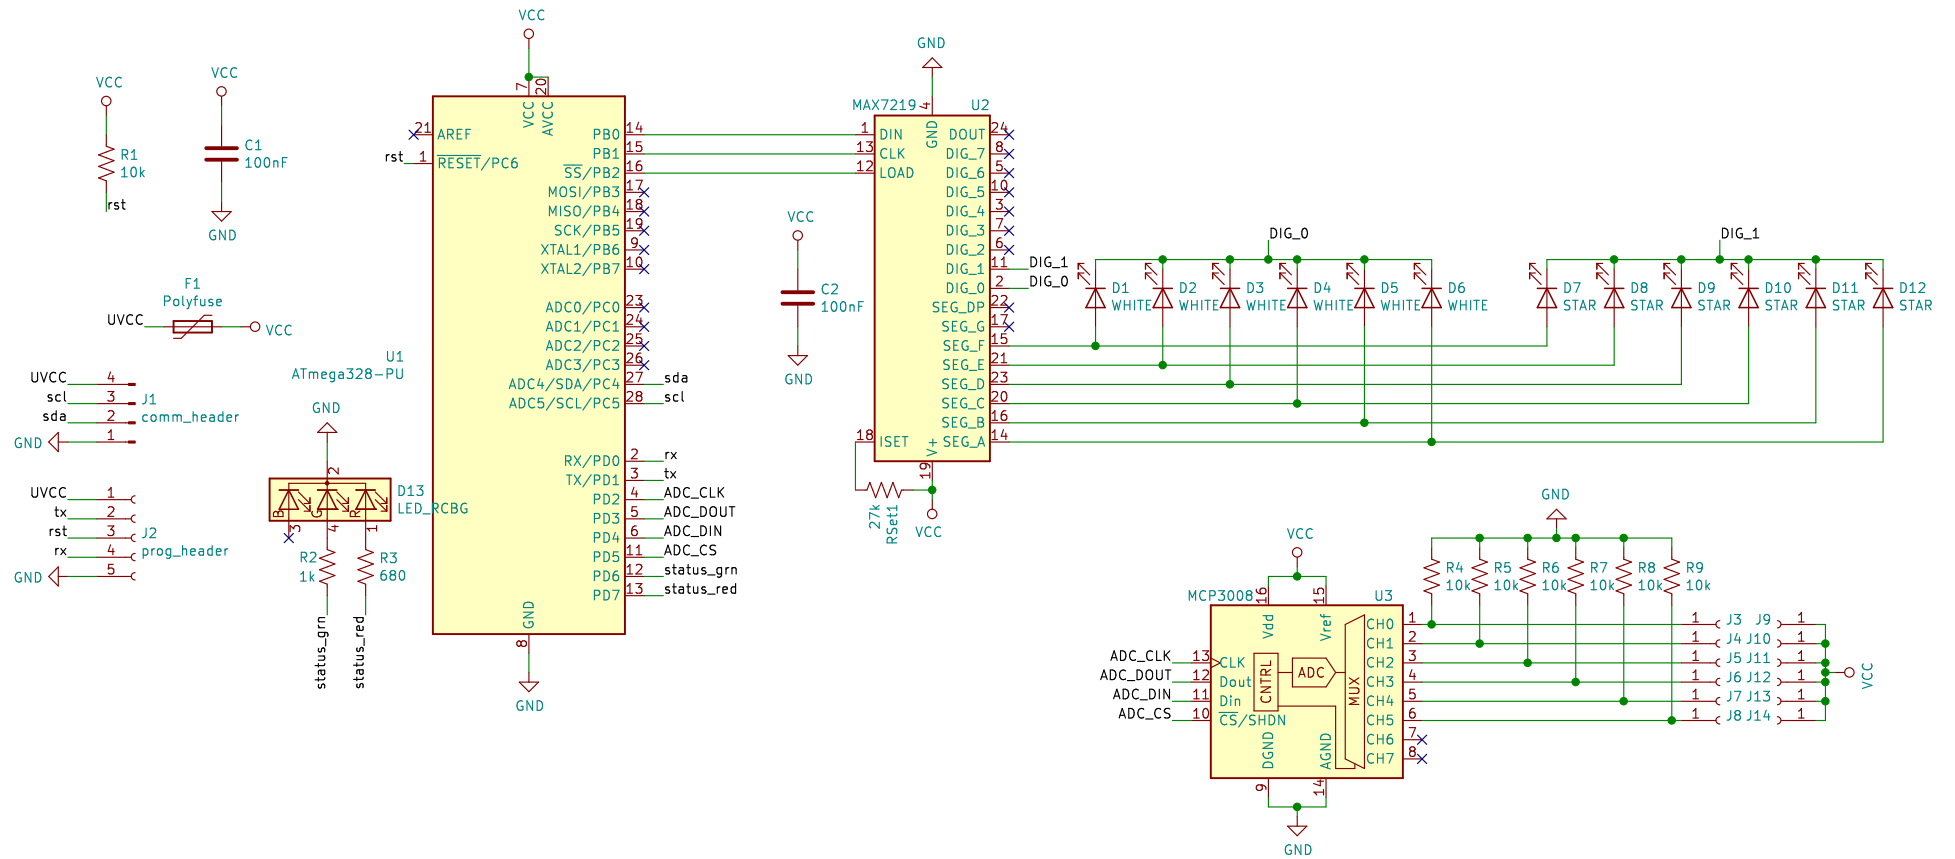 VCC
R1
10k
rst
VCC
C1
100nF
GND
F1
Polyfuse
UVCC
VCC
UVCC 4
scl 3
sda 2
GND 1
J1
comm_header
UVCC 1
tx 2
rst 3
rx 4
GND 5
J2
prog_header
GND
2
B G R
3 4 1
D13
LED_RCBG
R2
1k
R3
680
status_grn
status_red
VCC
7 20
VCC AVCC
21 AREF
rst 1 RESET/PC6
U1
ATmega328-PU
PB0 14
PB1 15
SS/PB2 16
MOSI/PB3 17
MISO/PB4 18
SCK/PB5 19
XTAL1/PB6 9
XTAL2/PB7 10
ADC0/PC0 23
ADC1/PC1 24
ADC2/PC2 25
ADC3/PC3 26
ADC4/SDA/PC4 27 sda
ADC5/SCL/PC5 28 scl
RX/PD0 2 rx
TX/PD1 3 tx
PD2 4 ADC_CLK
PD3 5 ADC_DOUT
PD4 6 ADC_DIN
PD5 11 ADC_CS
PD6 12 status_grn
PD7 13 status_red
GND
8
GND
VCC
C2
100nF
GND
GND
MAX7219 4 U2
GND
1 DIN
13 CLK
12 LOAD
18 ISET
DOUT 24
DIG_7 8
DIG_6 5
DIG_5 10
DIG_4 3
DIG_3 7
DIG_2 6
DIG_1 11 DIG_1
DIG_0 2 DIG_0
SEG_DP 22
SEG_G 17
SEG_F 15
SEG_E 21
SEG_D 23
SEG_C 20
SEG_B 16
SEG_A 14
V+
19
27k
RSet1
VCC
DIG_0
D1
WHITE
D2
WHITE
D3
WHITE
D4
WHITE
D5
WHITE
D6
WHITE
DIG_1
D7
STAR
D8
STAR
D9
STAR
D10
STAR
D11
STAR
D12
STAR
VCC
MCP3008 16 15 U3
Vdd Vref
ADC_CLK 13 CLK
ADC_DOUT 12 Dout
ADC_DIN 11 Din
ADC_CS 10 CS/SHDN
CNTRL
ADC
MUX
DGND AGND
9 14
GND
CH0 1
CH1 2
CH2 3
CH3 4
CH4 5
CH5 6
CH6 7
CH7 8
GND
R4
10k
R5
10k
R6
10k
R7
10k
R8
10k
R9
10k
1 J3 J9 1
1 J4 J10 1
1 J5 J11 1
1 J6 J12 1
1 J7 J13 1
1 J8 J14 1
VCC